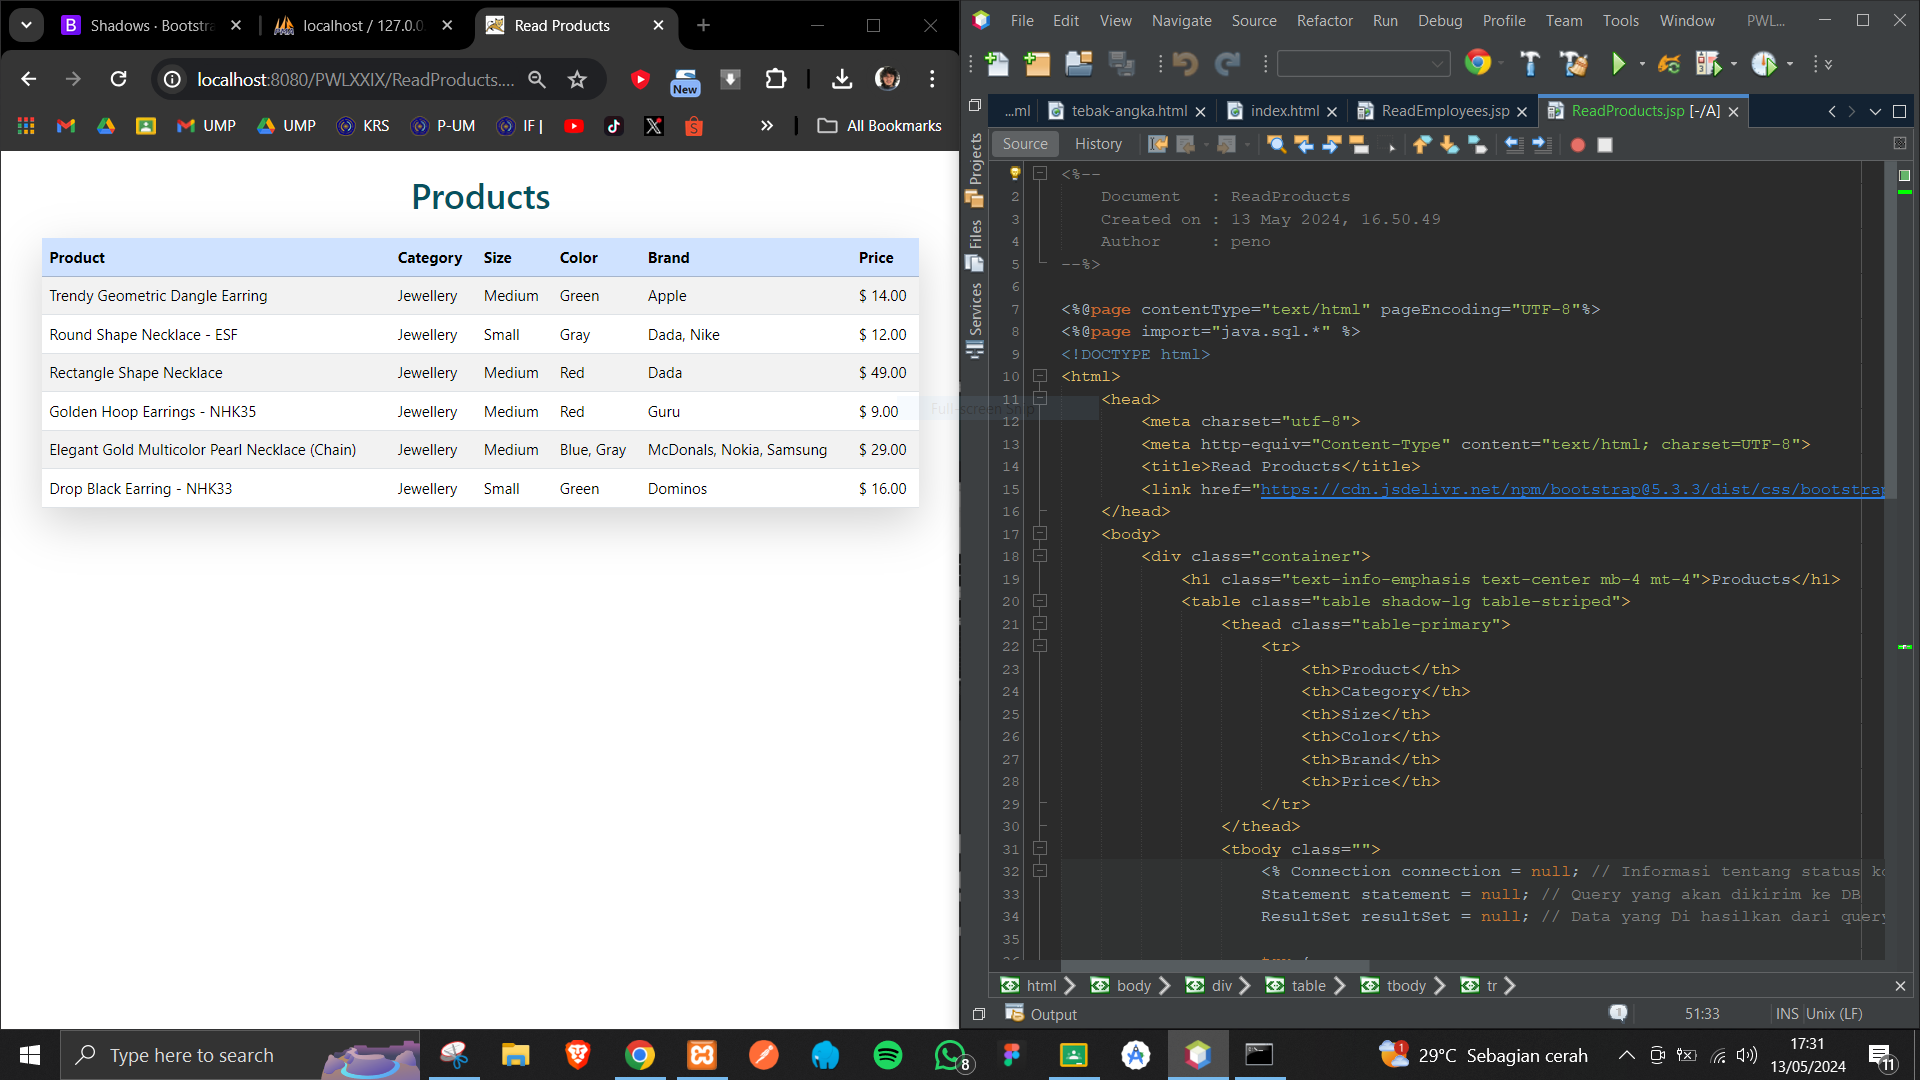 Shadows · Bootstra
localhost / 127.0.0
Read Products
localhost:8080/PWLXXIX/ReadProducts....
New
UMP
UMP
KRS
P-UM
IF |
All Bookmarks
Products
Product Category Size Color Brand Price
Trendy Geometric Dangle Earring Jewellery Medium Green Apple $ 14.00
Round Shape Necklace - ESF Jewellery Small Gray Dada, Nike $ 12.00
Rectangle Shape Necklace Jewellery Medium Red Dada $ 49.00
Golden Hoop Earrings - NHK35 Jewellery Medium Red Guru $ 9.00
Elegant Gold Multicolor Pearl Necklace (Chain) Jewellery Medium Blue, Gray McDonals, Nokia, Samsung $ 29.00
Drop Black Earring - NHK33 Jewellery Small Green Dominos $ 16.00
File Edit View Navigate Source Refactor Run Debug Profile Team Tools Window PWL...
...ml tebak-angka.html index.html ReadEmployees.jsp ReadProducts.jsp [-/A]
Source History
Projects
Files
Services
<%--
2 Document : ReadProducts
3 Created on : 13 May 2024, 16.50.49
4 Author : peno
5 --%>
6
7 <%@page contentType="text/html" pageEncoding="UTF-8"%>
8 <%@page import="java.sql.*" %>
9 <!DOCTYPE html>
10 <html>
11 <head>
12 <meta charset="utf-8">
13 <meta http-equiv="Content-Type" content="text/html; charset=UTF-8">
14 <title>Read Products</title>
15 <link href="https://cdn.jsdelivr.net/npm/bootstrap@5.3.3/dist/css/bootstrap
16 </head>
17 <body>
18 <div class="container">
19 <h1 class="text-info-emphasis text-center mb-4 mt-4">Products</h1>
20 <table class="table shadow-lg table-striped">
21 <thead class="table-primary">
22 <tr>
23 <th>Product</th>
24 <th>Category</th>
25 <th>Size</th>
26 <th>Color</th>
27 <th>Brand</th>
28 <th>Price</th>
29 </tr>
30 </thead>
31 <tbody class="">
32 <% Connection connection = null; // Informasi tentang status
33 Statement statement = null; // Query yang akan dikirim ke DB
34 ResultSet resultSet = null; // Data yang Di hasilkan dari query
35
Full-screen Snip
html body div table tbody tr
Output
1
51:33 INS Unix (LF)
Type here to search
8
1
29°C Sebagian cerah
17:31
13/05/2024
11